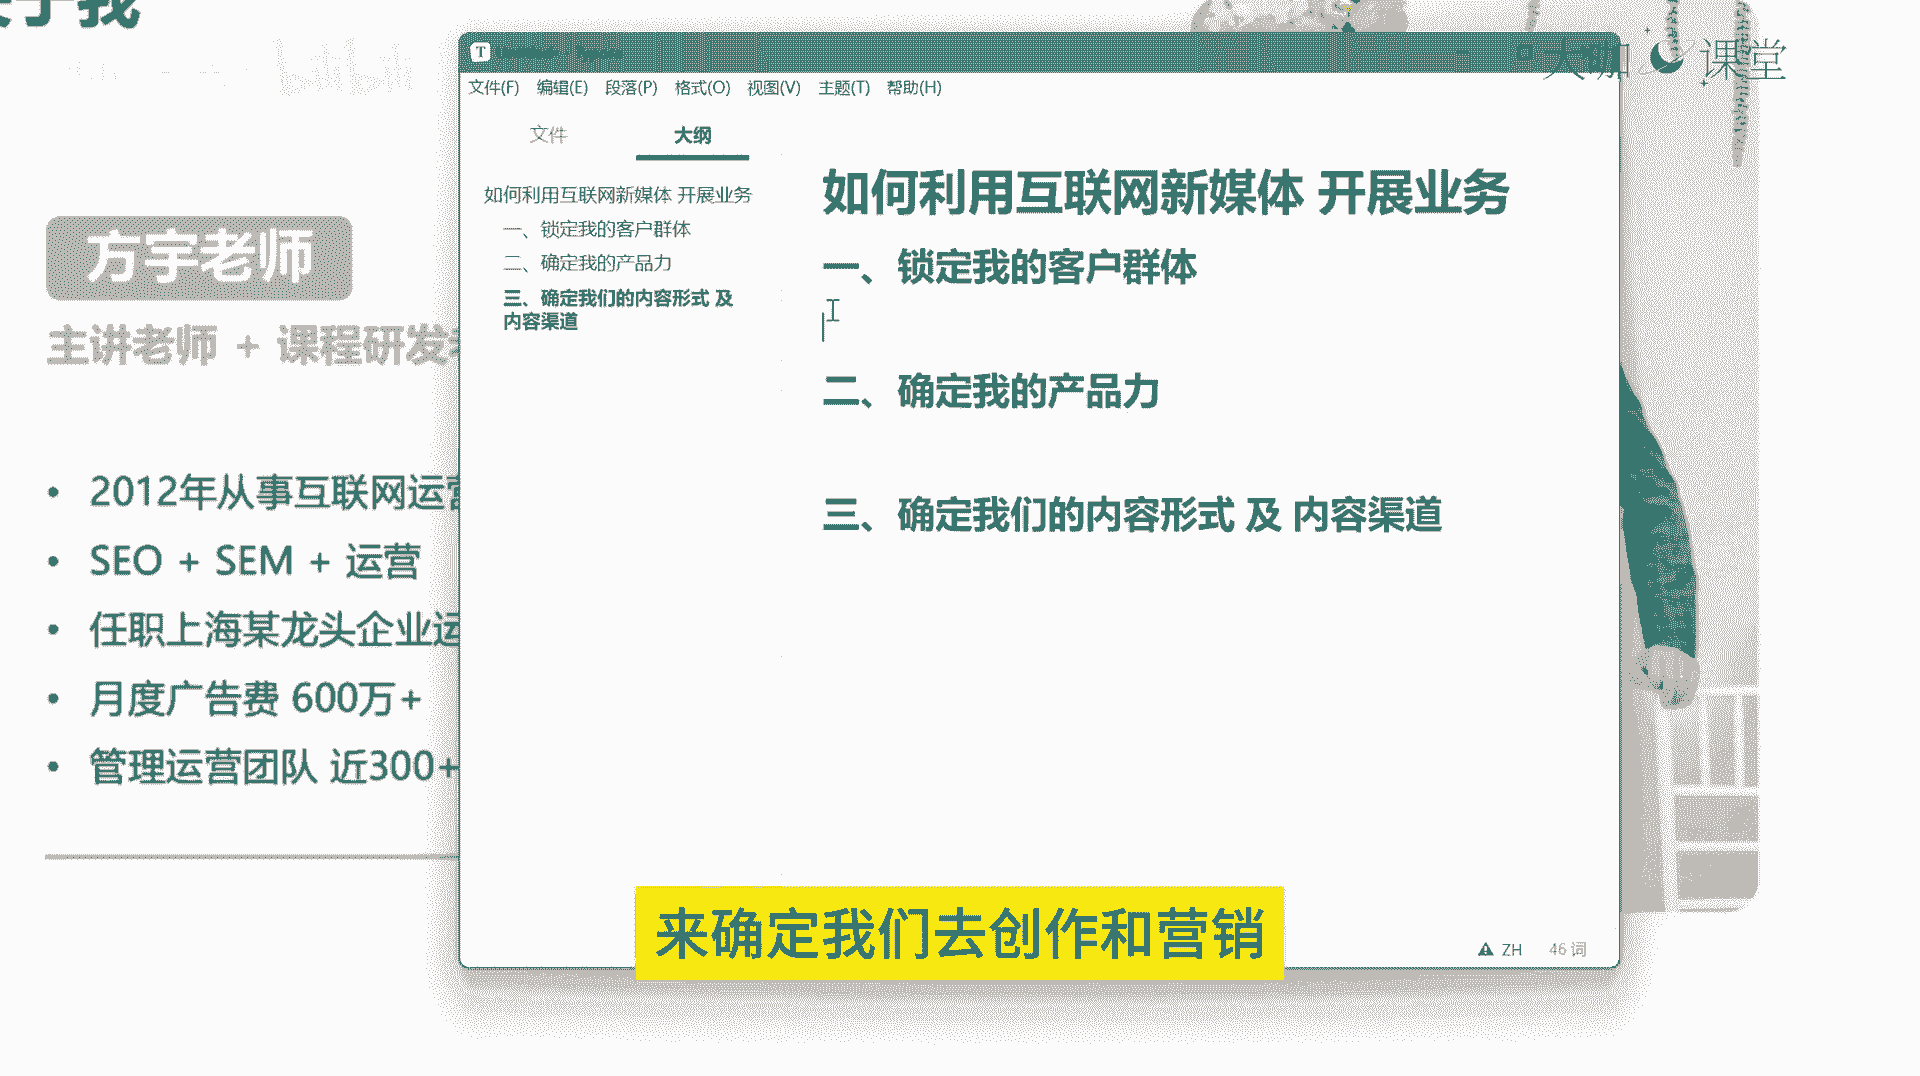 于我
bilibili
大咖 课堂
T
文件(F) 编辑(E) 段落(P) 格式(O) 视图(V) 主题(T) 帮助(H)
文件 大纲
如何利用互联网新媒体 开展业务
一、锁定我的客户群体
二、确定我的产品力
三、确定我们的内容形式 及
内容渠道
如何利用互联网新媒体 开展业务
一、锁定我的客户群体
二、确定我的产品力
三、确定我们的内容形式 及 内容渠道
方宇老师
主讲老师 + 课程研发
2012年从事互联网运营
SEO + SEM + 运营
任职上海某龙头企业运
月度广告费 600万+
管理运营团队 近300+
来确定我们去创作和营销
ZH 46 词